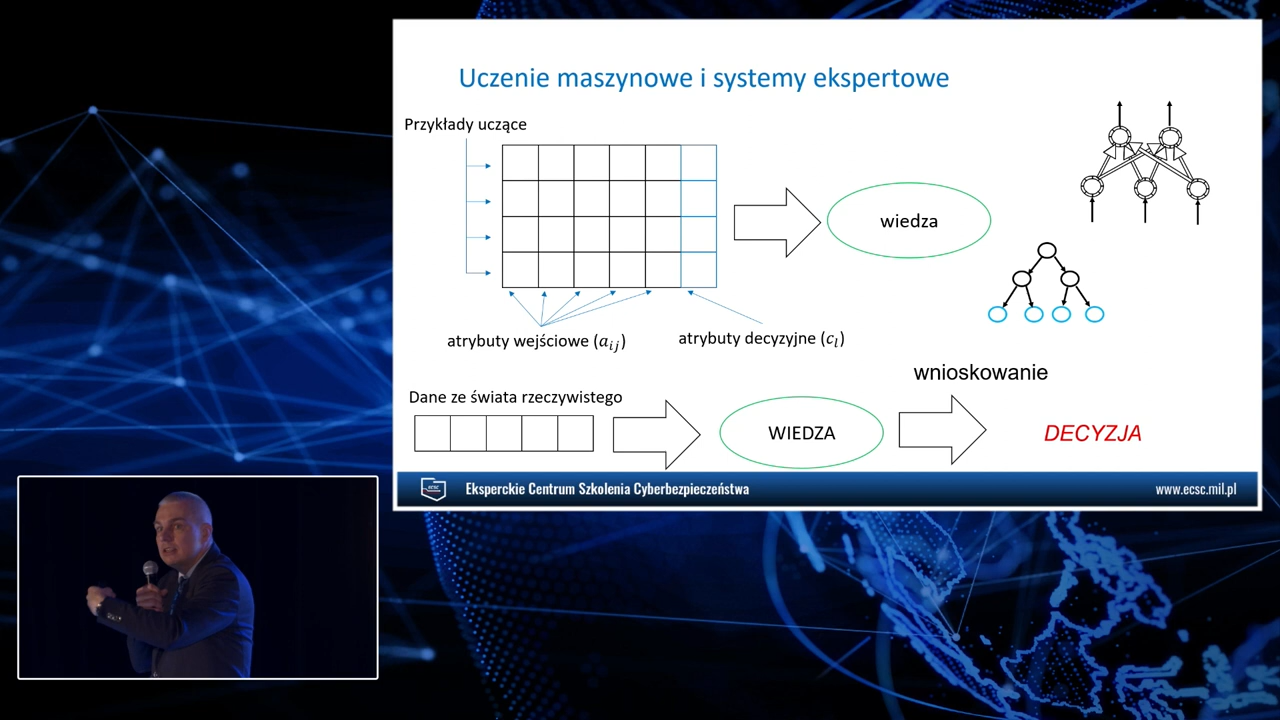 Uczenie maszynowe i systemy ekspertowe
Przykłady uczące
wiedza
atrybuty wejściowe (𝑎𝑖𝑗)
atrybuty decyzyjne (𝑐𝑙)
wnioskowanie
Dane ze świata rzeczywistego
WIEDZA
DECYZJA
ECSC
Eksperckie Centrum Szkolenia Cyberbezpieczeństwa
www.ecsc.mil.pl